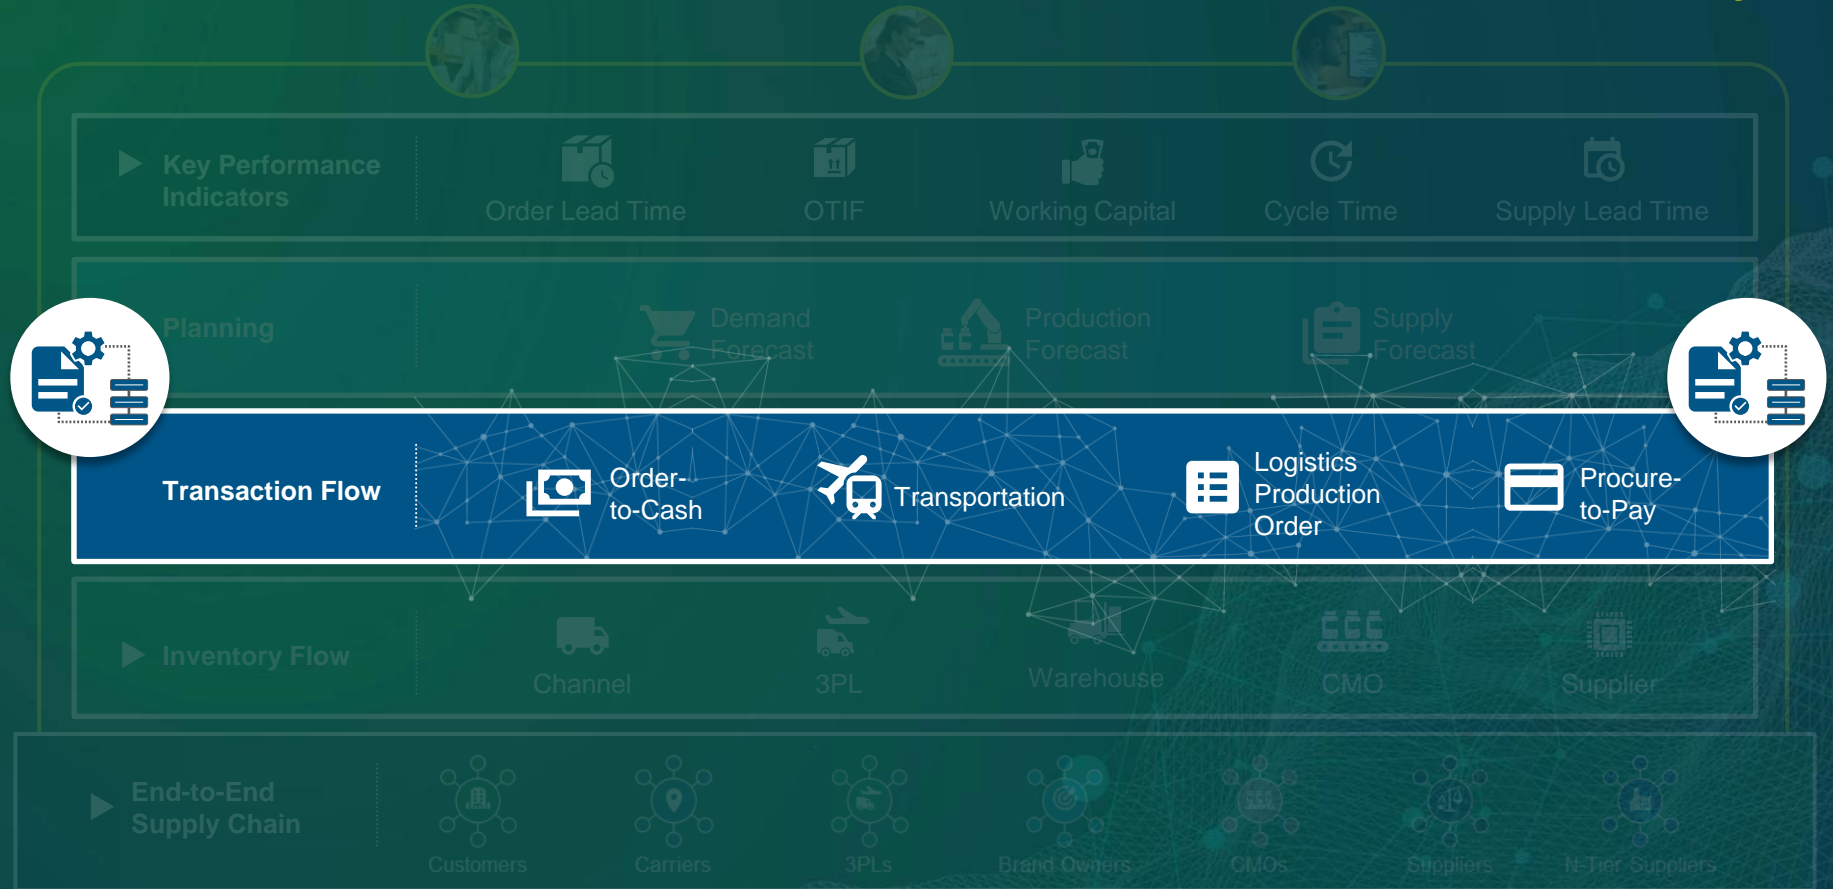 Key Performance
Indicators
Order Lead Time
OTIF
Working Capital
Cycle Time
Supply Lead Time
Planning
Demand
Forecast
Production
Forecast
Supply
Forecast
Transaction Flow
Order-
to-Cash
Transportation
Logistics
Production
Order
Procure-
to-Pay
Inventory Flow
Channel
3PL
Warehouse
CMO
Supplier
End-to-End
Supply Chain
Customers
Carriers
3PLs
Brand Owners
CMOs
Suppliers
N-Tier Suppliers